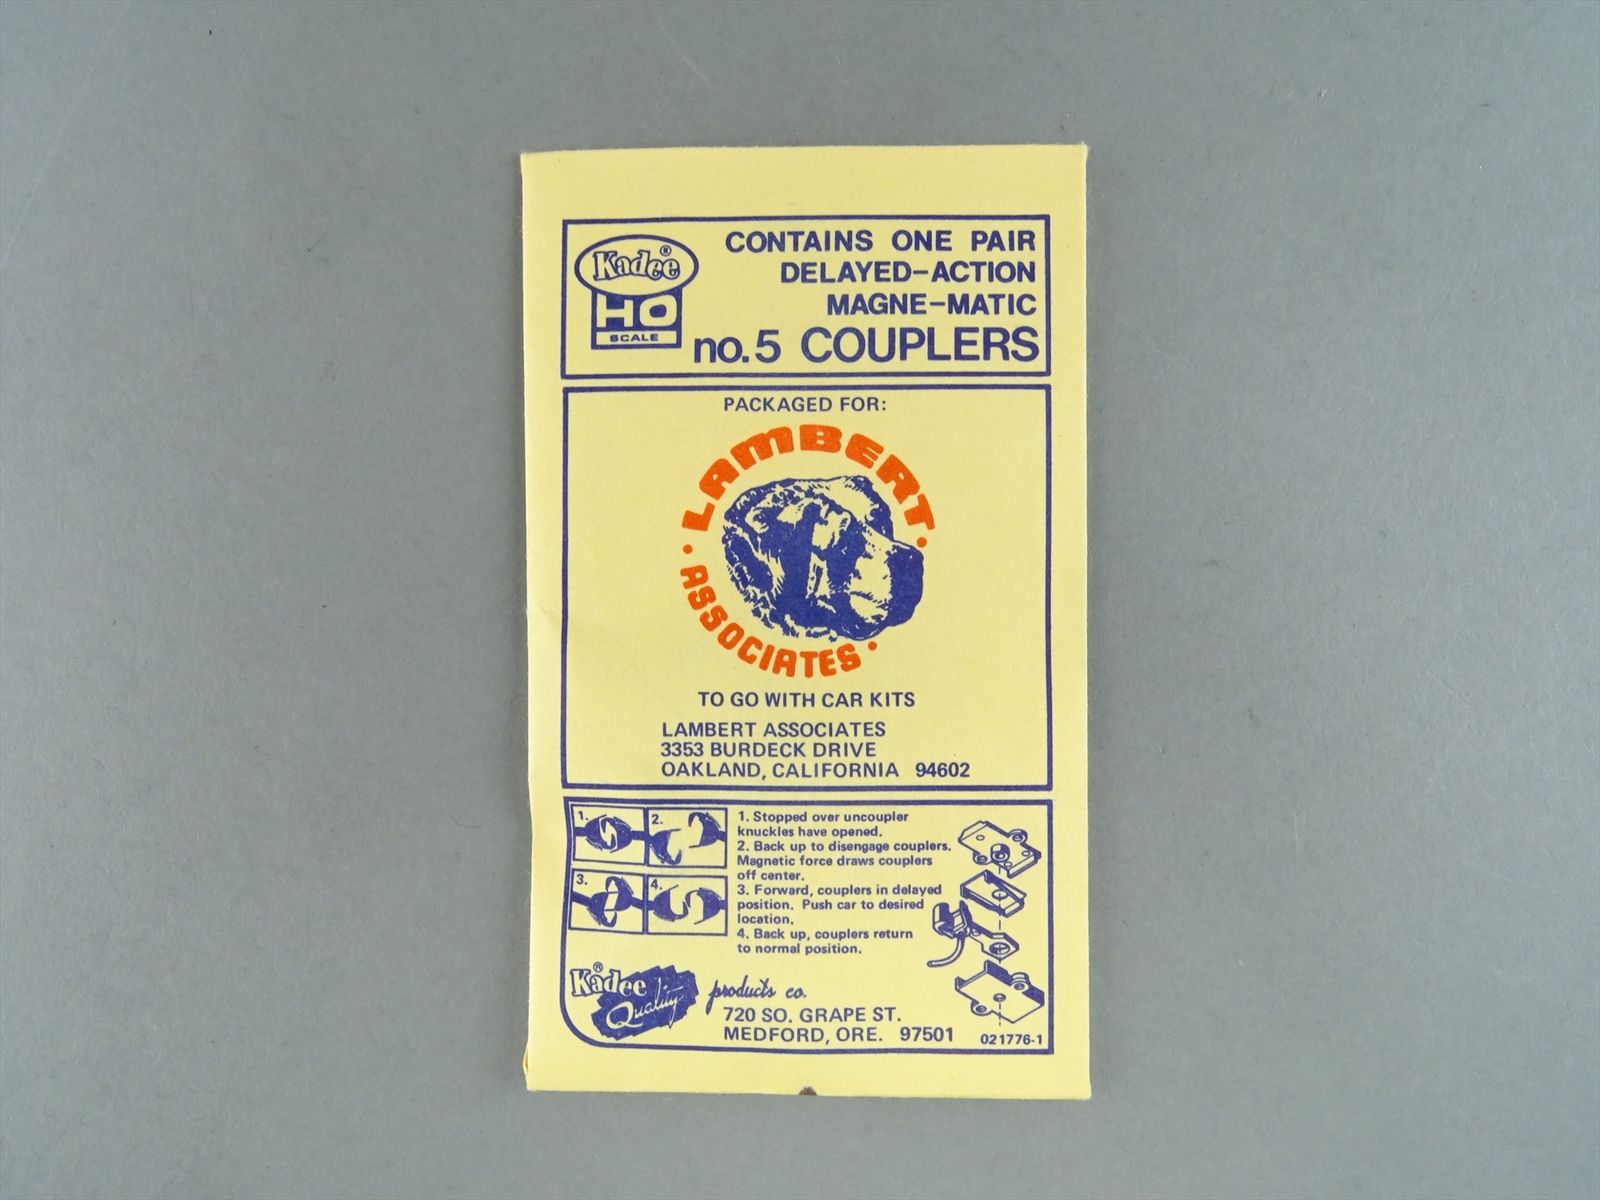 Kadee®
HO
SCALE
CONTAINS ONE PAIR
DELAYED-ACTION
MAGNE-MATIC
no.5 COUPLERS
PACKAGED FOR:
LAMBERT
• ASSOCIATES •
TO GO WITH CAR KITS
LAMBERT ASSOCIATES
3353 BURDECK DRIVE
OAKLAND, CALIFORNIA 94602
1.
2.
3.
4.
1. Stopped over uncoupler
knuckles have opened.
2. Back up to disengage couplers.
Magnetic force draws couplers
off center.
3. Forward, couplers in delayed
position. Push car to desired
location.
4. Back up, couplers return
to normal position.
Kadee®
Quality
products co.
720 SO. GRAPE ST.
MEDFORD, ORE. 97501
021776-1